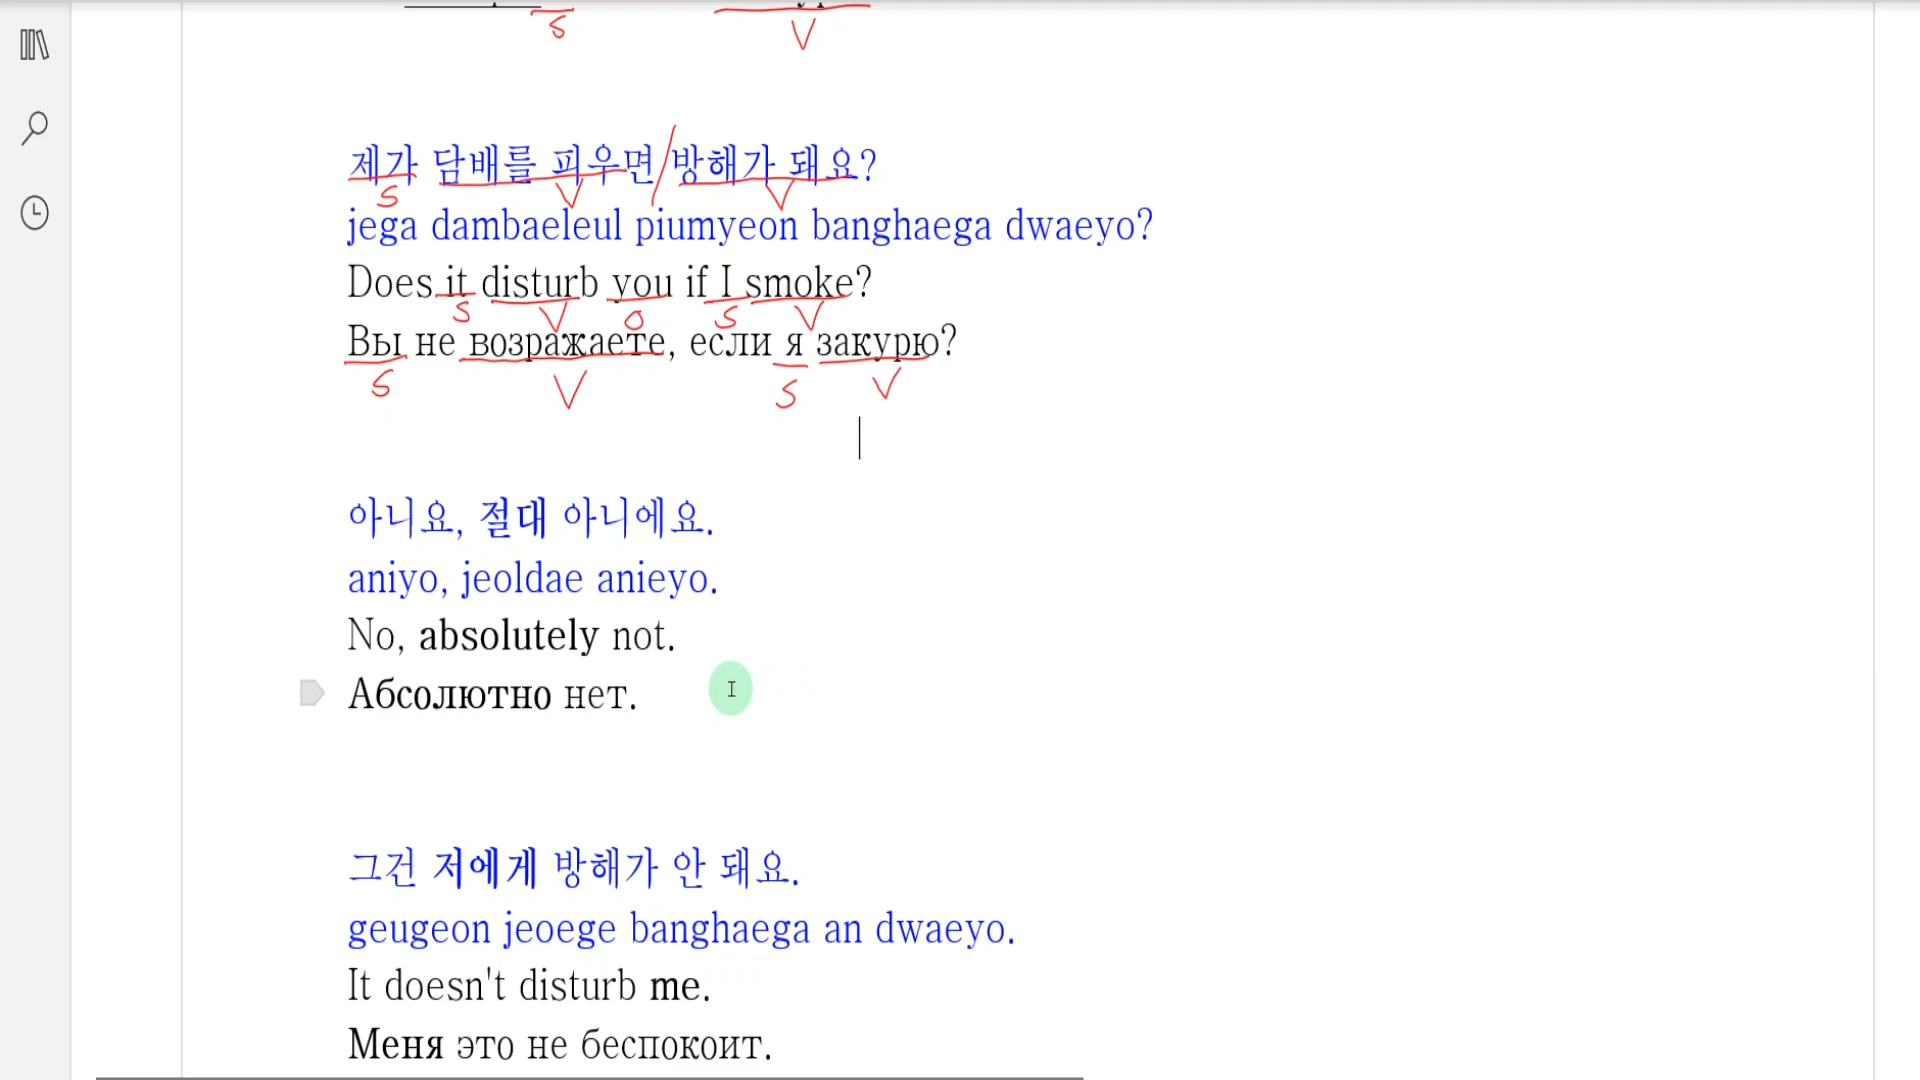 S V
제가 담배를 피우면/방해가 돼요?
S V V
jega dambaeleul piumyeon banghaega dwaeyo?
Does it disturb you if I smoke?
S V O S V
Вы не возражаете, если я закурю?
S V S V
아니요, 절대 아니에요.
aniyo, jeoldae anieyo.
No, absolutely not.
Абсолютно нет.
그건 저에게 방해가 안 돼요.
geugeon jeoege banghaega an dwaeyo.
It doesn't disturb me.
Меня это не беспокоит.